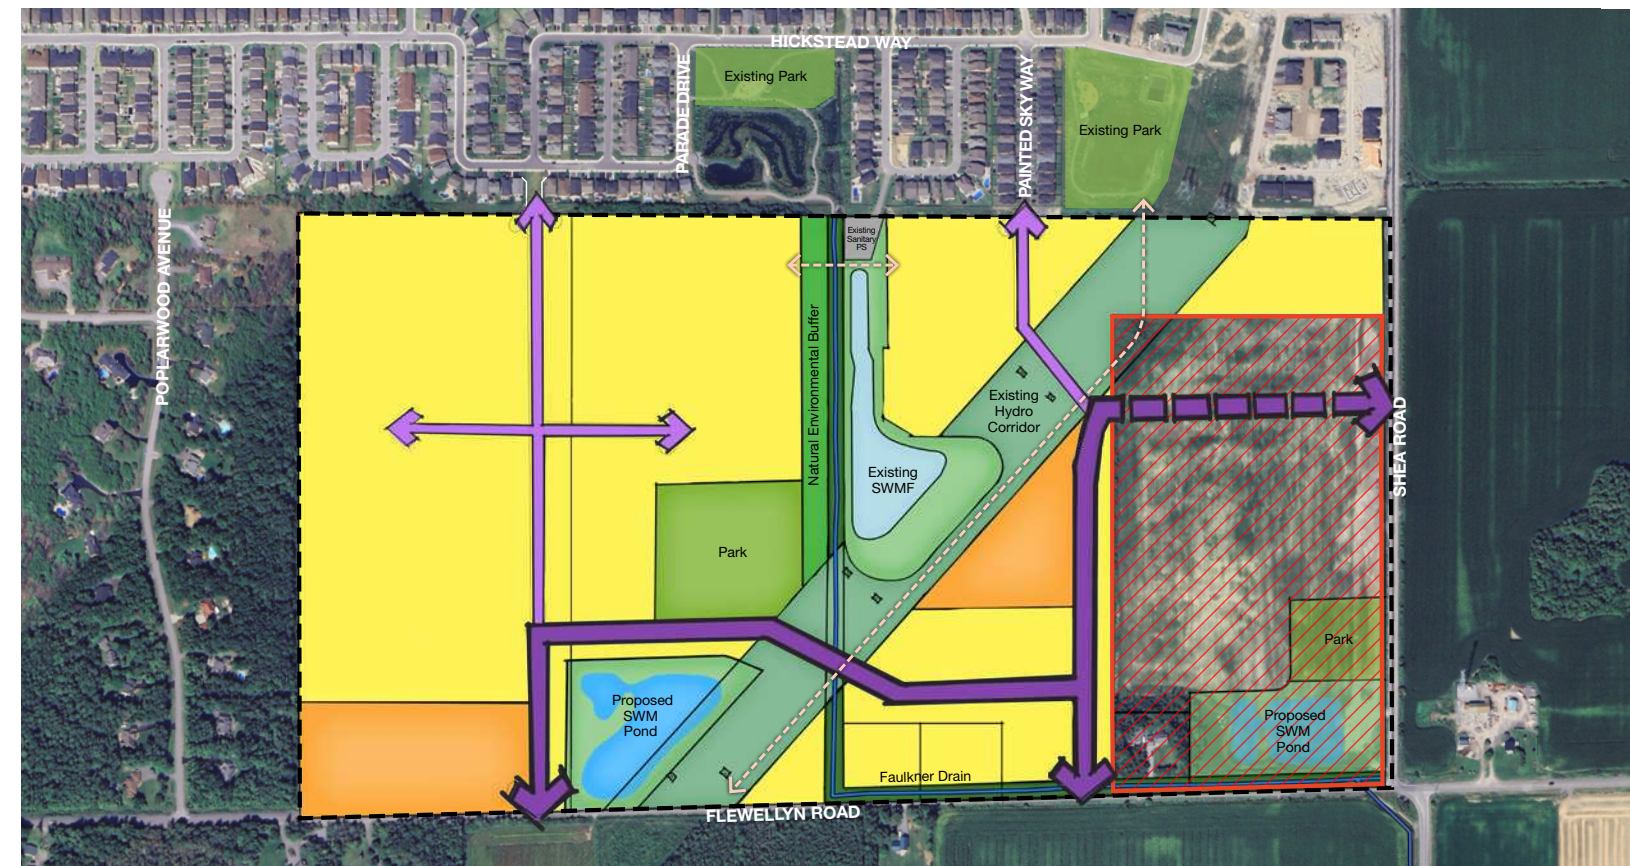 HICKSTEAD WAY
Existing Park
PARADE DRIVE
PAINTED SKY WAY
Existing Park
POPLARWOOD AVENUE
Existing
Sanitary
PS
Natural Environmental Buffer
Existing
Hydro
Corridor
SHEA ROAD
Existing
SWMF
Park
Park
Proposed
SWM
Pond
Proposed
SWM
Pond
Faulkner Drain
FLEWELLYN ROAD